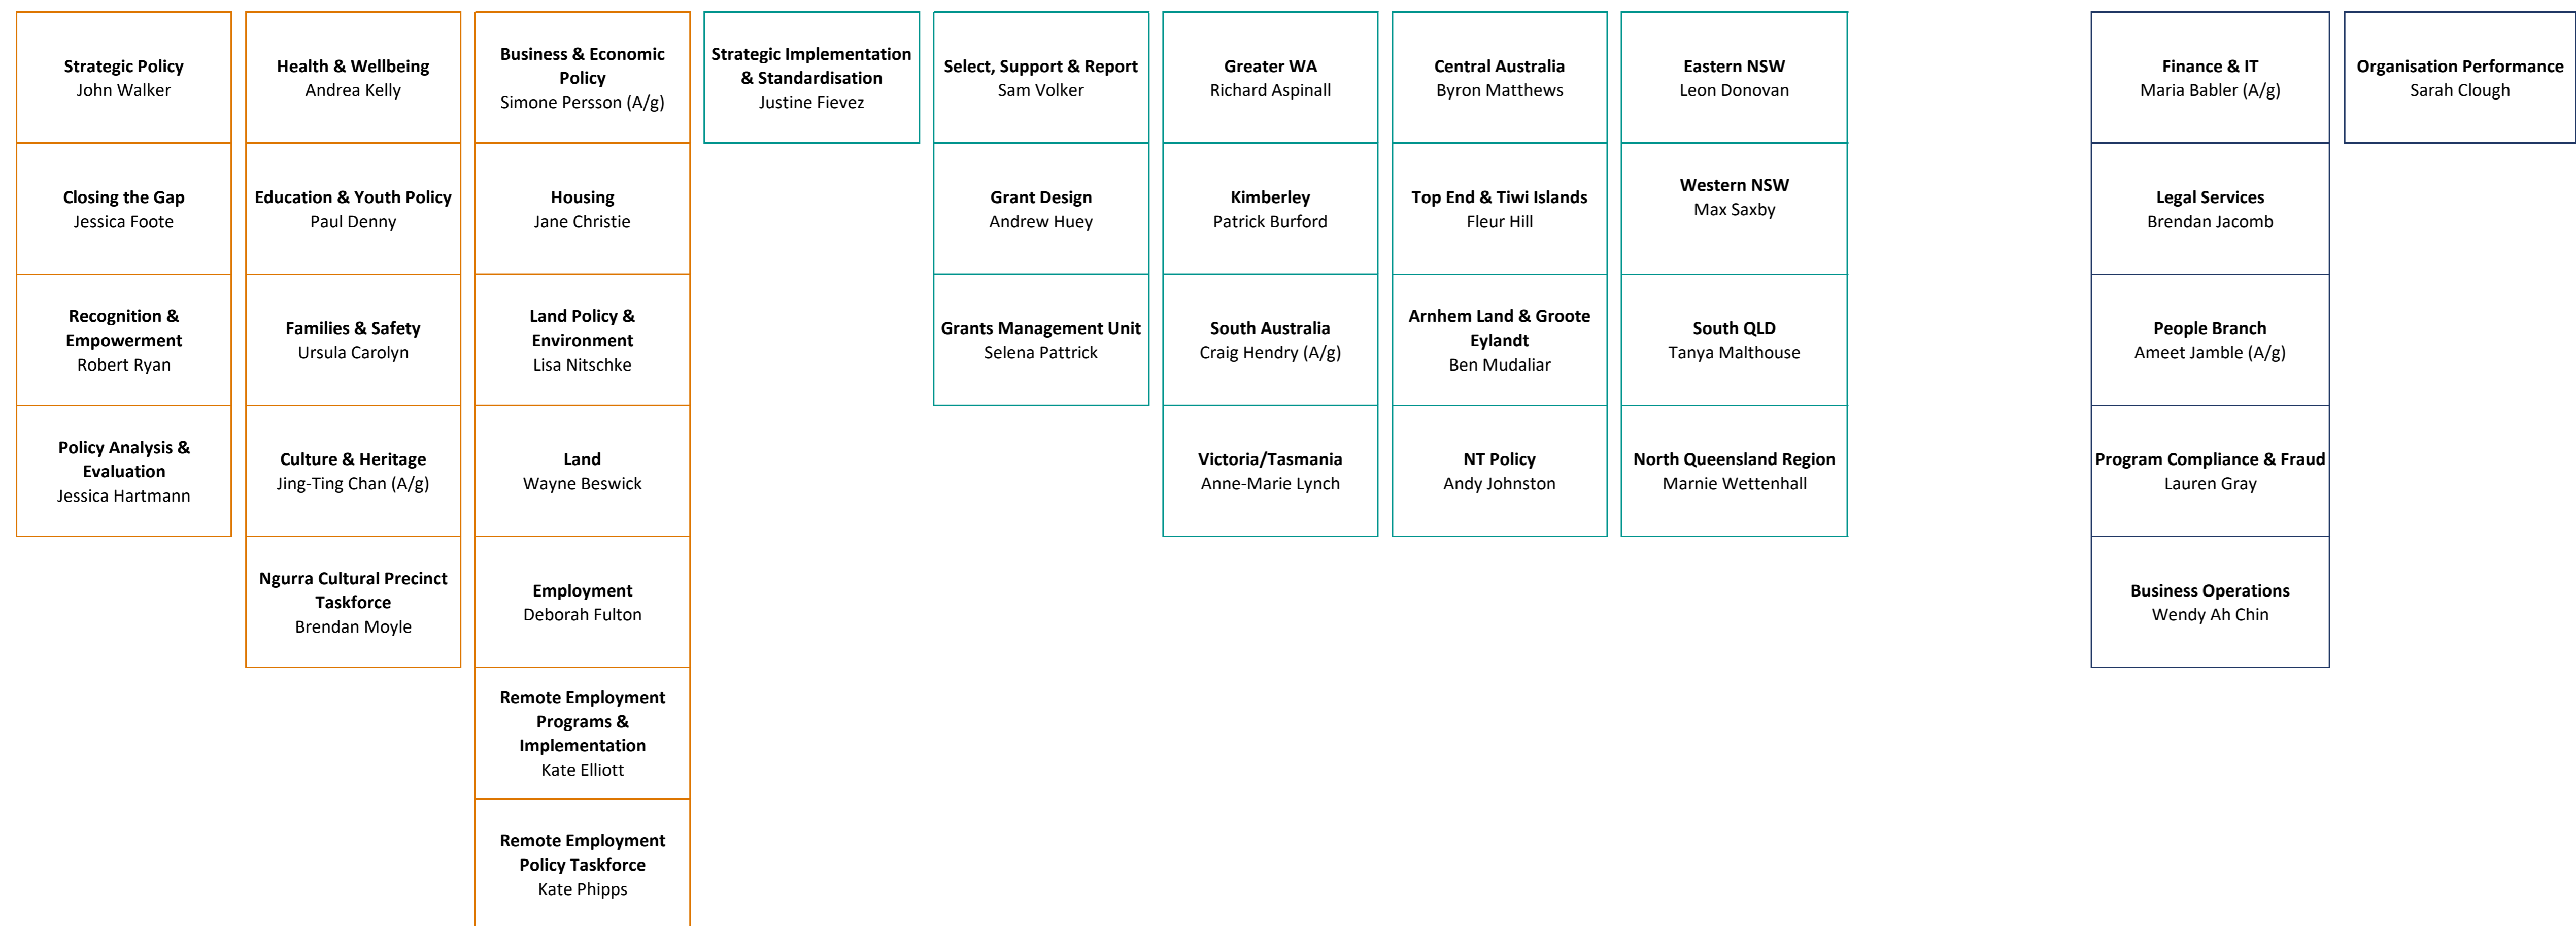 Strategic Policy
John Walker
Closing the Gap
Jessica Foote
Recognition &
Empowerment
Robert Ryan
Policy Analysis &
Evaluation
Jessica Hartmann
Health & Wellbeing
Andrea Kelly
Education & Youth Policy
Paul Denny
Families & Safety
Ursula Carolyn
Culture & Heritage
Jing-Ting Chan (A/g)
Ngurra Cultural Precinct
Taskforce
Brendan Moyle
Business & Economic
Policy
Simone Persson (A/g)
Housing
Jane Christie
Land Policy &
Environment
Lisa Nitschke
Land
Wayne Beswick
Employment
Deborah Fulton
Remote Employment
Programs &
Implementation
Kate Elliott
Remote Employment
Policy Taskforce
Kate Phipps
Strategic Implementation
& Standardisation
Justine Fievez
Select, Support & Report
Sam Volker
Grant Design
Andrew Huey
Grants Management Unit
Selena Pattrick
Greater WA
Richard Aspinall
Kimberley
Patrick Burford
South Australia
Craig Hendry (A/g)
Victoria/Tasmania
Anne-Marie Lynch
Central Australia
Byron Matthews
Top End & Tiwi Islands
Fleur Hill
Arnhem Land & Groote
Eylandt
Ben Mudaliar
NT Policy
Andy Johnston
Eastern NSW
Leon Donovan
Western NSW
Max Saxby
South QLD
Tanya Malthouse
North Queensland Region
Marnie Wettenhall
Finance & IT
Maria Babler (A/g)
Legal Services
Brendan Jacomb
People Branch
Ameet Jamble (A/g)
Program Compliance & Fraud
Lauren Gray
Business Operations
Wendy Ah Chin
Organisation Performance
Sarah Clough